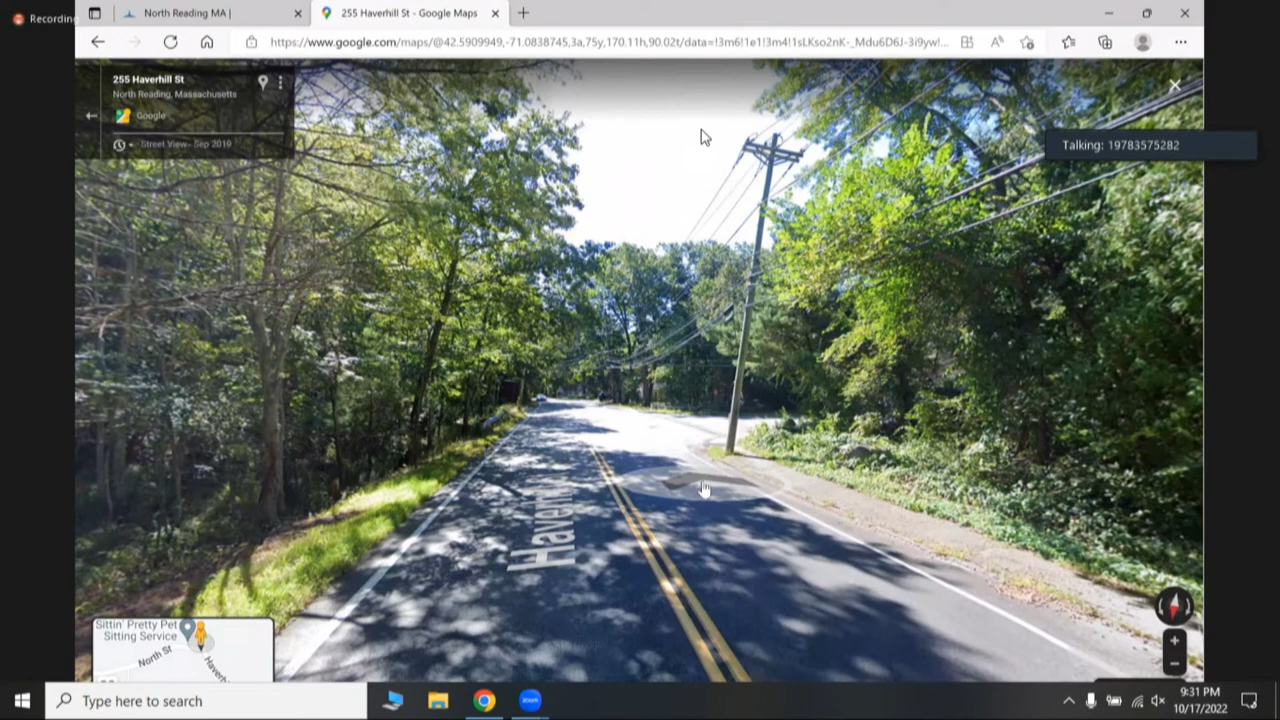 Recording
North Reading MA |
255 Haverhill St - Google Maps
https://www.google.com/maps/@42.5909949,-71.0838745,3a,75y,170.11h,90.02t/data=!3m6!1e1!3m4!1sLKso2nK-_Mdu6D6J-3i9yw!...
255 Haverhill St
North Reading, Massachusetts
Google
Street View - Sep 2019
Talking: 19783575282
Haverhill
Sittin' Pretty Pet
Sitting Service
North St
Haverhi
Type here to search
zoom
9:31 PM
10/17/2022